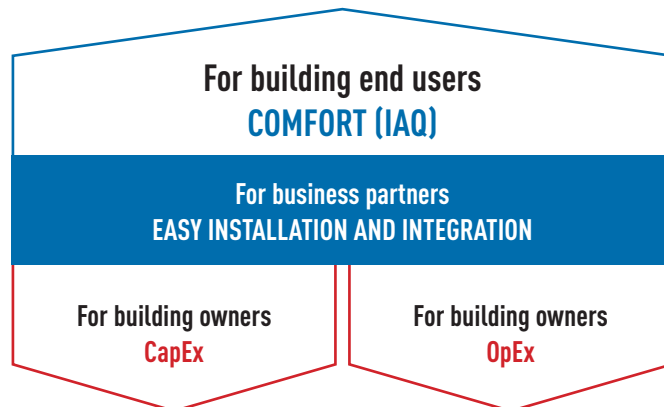 For building end users
COMFORT (IAQ)
For business partners
EASY INSTALLATION AND INTEGRATION
For building owners
CapEx
For building owners
OpEx